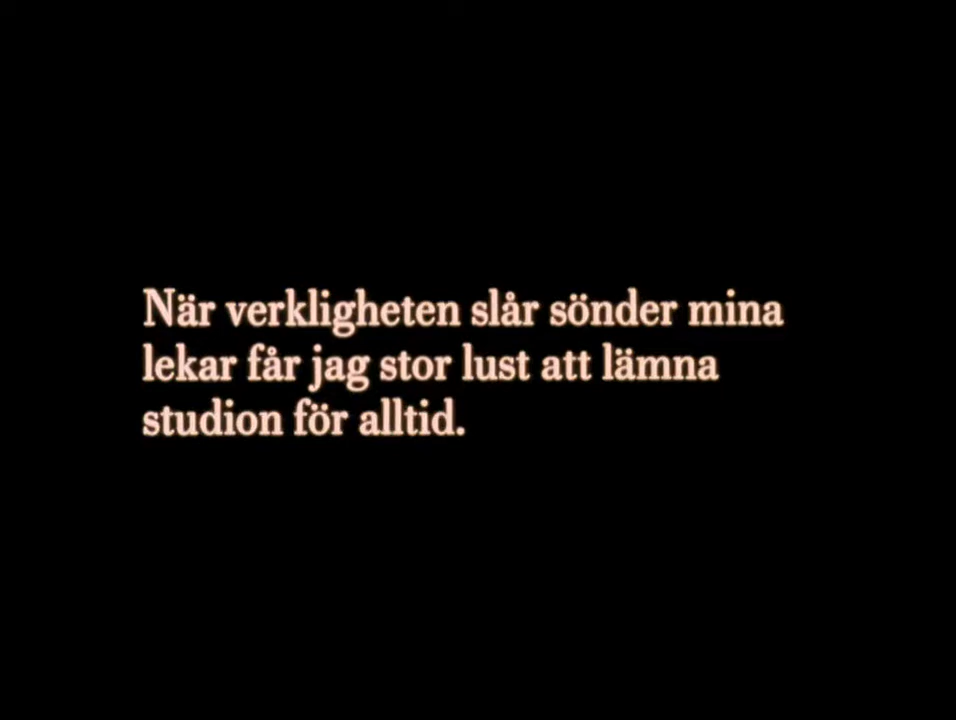 När verkligheten slår sönder mina
lekar får jag stor lust att lämna
studion för alltid.